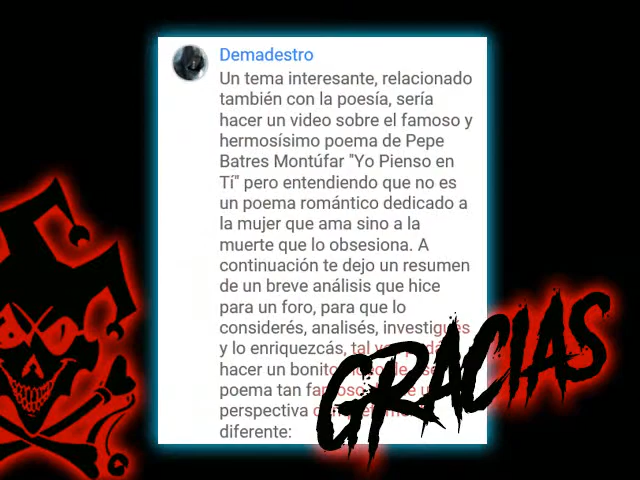 Demadestro
Un tema interesante, relacionado
también con la poesía, sería
hacer un video sobre el famoso y
hermosísimo poema de Pepe
Batres Montúfar "Yo Pienso en
Tí" pero entendiendo que no es
un poema romántico dedicado a
la mujer que ama sino a la
muerte que lo obsesiona. A
continuación te dejo un resumen
de un breve análisis que hice
para un foro, para que lo
considerés, analisés, investigués
y lo enriquezcás, tal
hacer un bonito
poema tan famoso
perspectiva
diferente:
GRACIAS